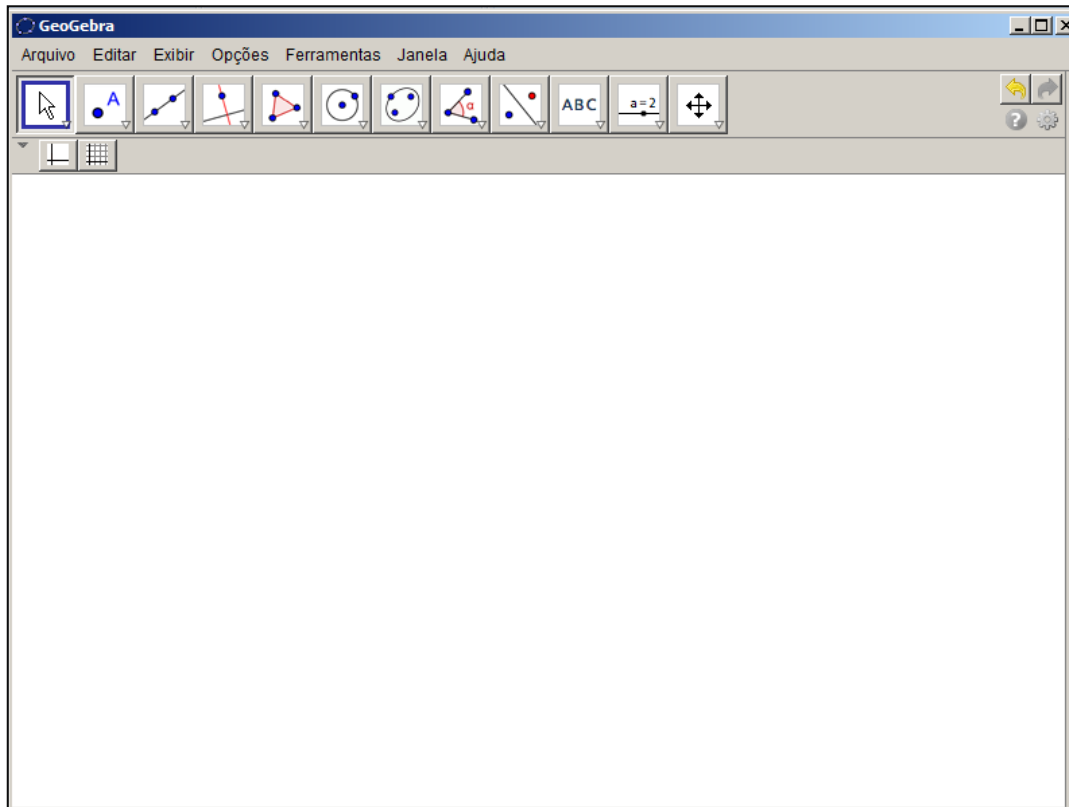 GeoGebra
Arquivo Editar Exibir Opções Ferramentas Janela Ajuda
A α ABC a=2